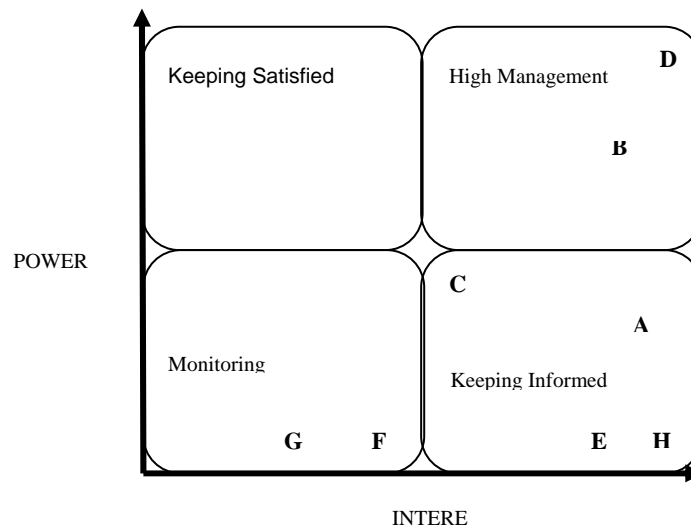 Keeping Satisfied
High Management
D
B
POWER
C
A
Monitoring
Keeping Informed
G F E H
INTERE